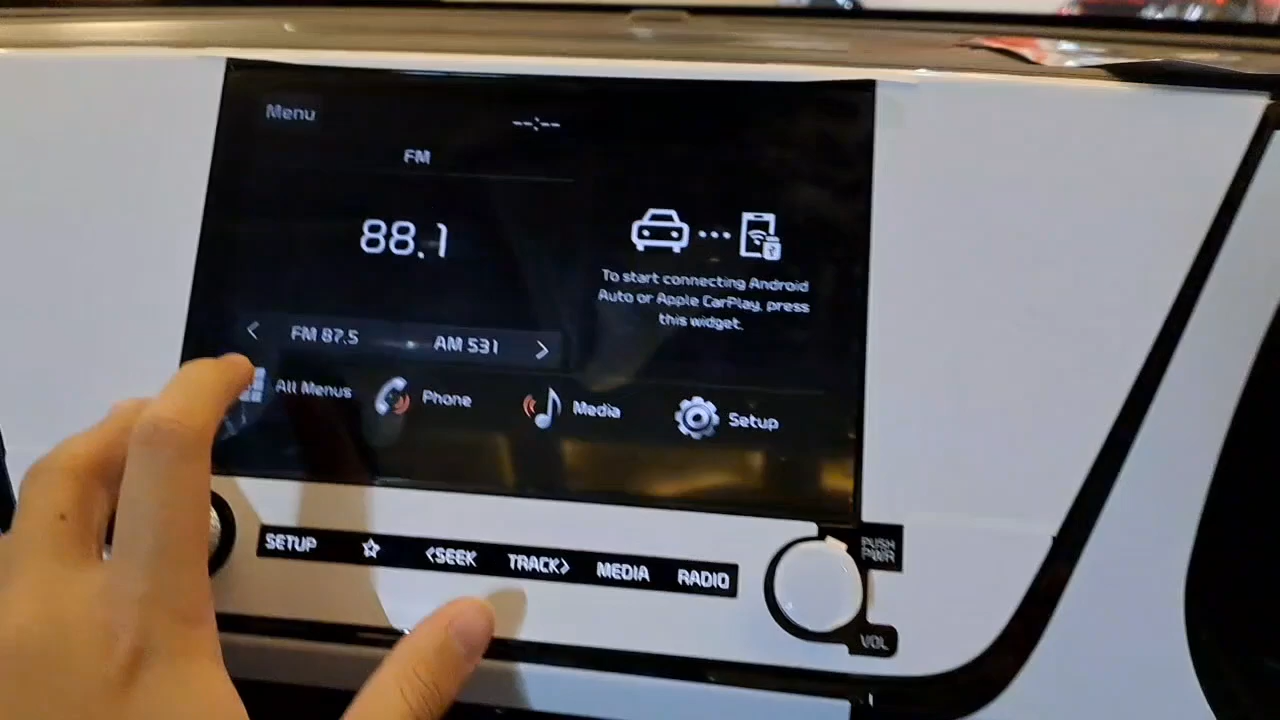 Menu
--:--
FM
88.1
To start connecting Android
Auto or Apple CarPlay, press
this widget.
< FM 87.5 AM 531 >
All Menus Phone Media Setup
SETUP ☆ <SEEK TRACK> MEDIA RADIO
PUSH
PWR
VOL